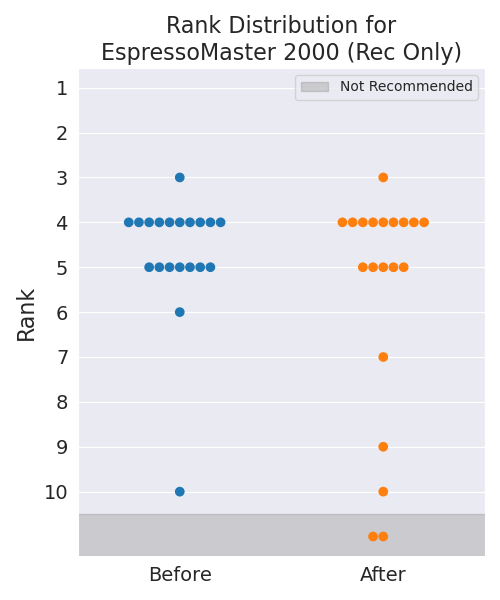 Rank Distribution for
EspressoMaster 2000 (Rec Only)
Not Recommended
1
2
3
4
5
6
7
8
9
10
Rank
Before
After